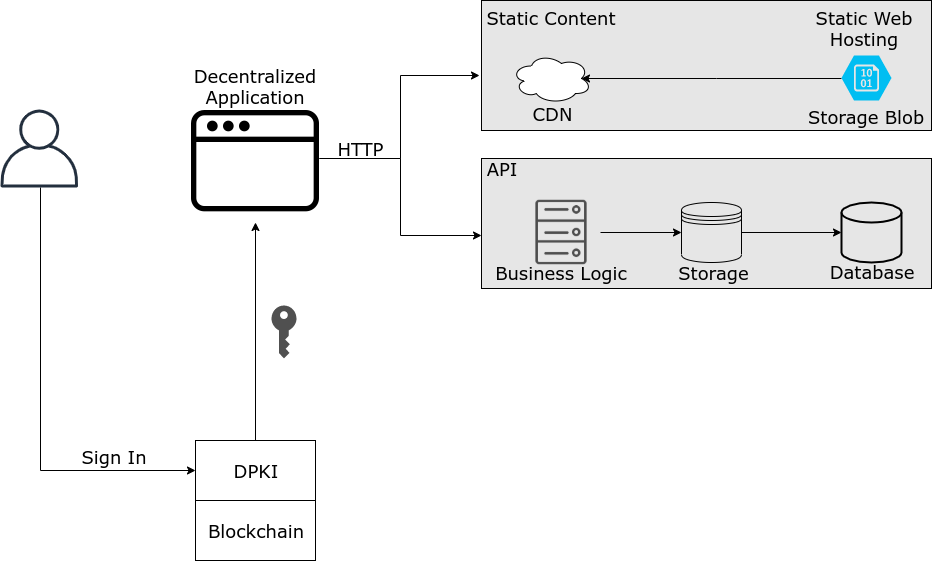 Static Content
Static Web
Hosting
10
01
CDN
Storage Blob
Decentralized
Application
HTTP
API
Business Logic
Storage
Database
Sign In
DPKI
Blockchain